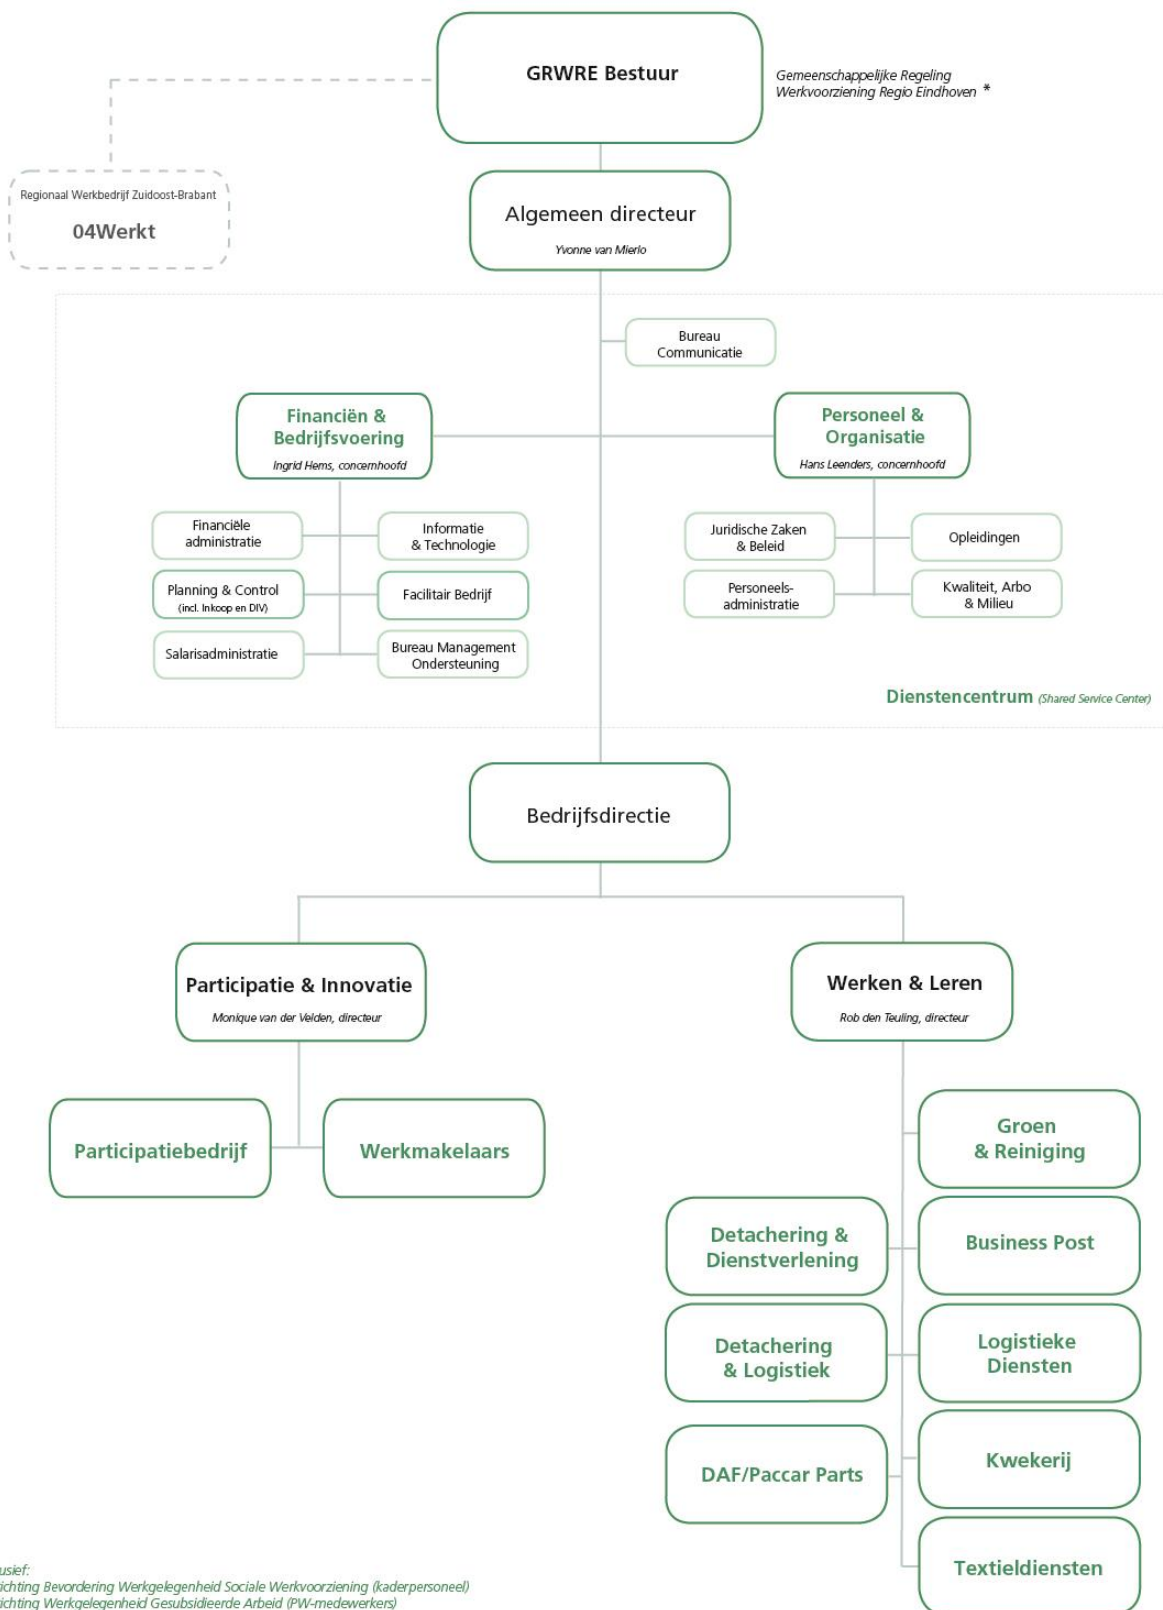 GRWRE Bestuur
Gemeenschappelijke Regeling
Werkvoorziening Regio Eindhoven *
Regionaal Werkbedrijf Zuidoost-Brabant
04Werkt
Algemeen directeur
Yvonne van Mierlo
Bureau
Communicatie
Financiën &
Bedrijfsvoering
Ingrid Hems, concernhoofd
Personeel &
Organisatie
Hans Leenders, concernhoofd
Financiële
administratie
Informatie
& Technologie
Planning & Control
(incl. Inkoop en DIV)
Facilitair Bedrijf
Salarisadministratie
Bureau Management
Ondersteuning
Juridische Zaken
& Beleid
Opleidingen
Personeels-
administratie
Kwaliteit, Arbo
& Milieu
Dienstencentrum (Shared Service Center)
Bedrijfsdirectie
Participatie & Innovatie
Monique van der Velden, directeur
Werken & Leren
Rob den Teuling, directeur
Participatiebedrijf
Werkmakelaars
Groen
& Reiniging
Detachering &
Dienstverlening
Business Post
Detachering
& Logistiek
Logistieke
Diensten
DAF/Paccar Parts
Kwekerij
Textieldiensten
usief:
ichting Bevordering Werkgelegenheid Sociale Werkvoorziening (kaderpersoneel)
ichting Werkgelegenheid Gesubsidieerde Arbeid (PW-medewerkers)